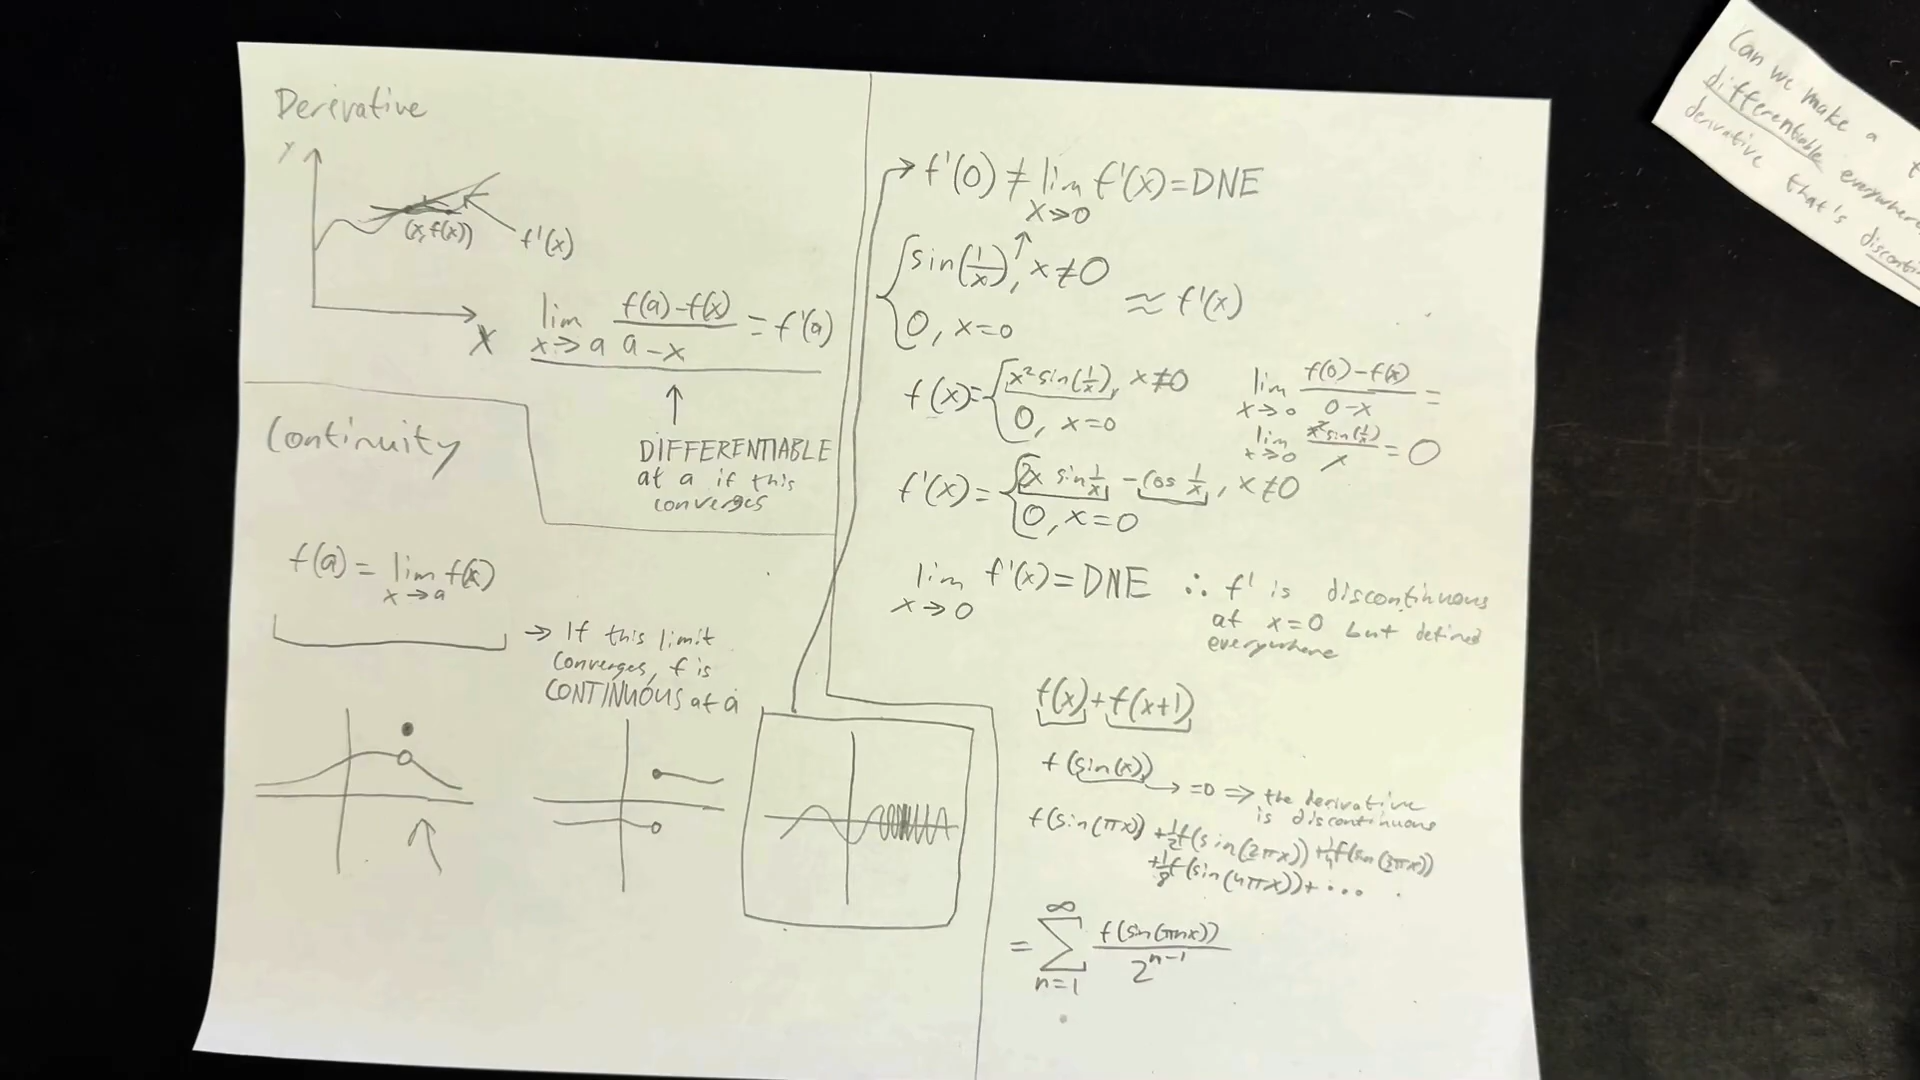 Derivative
y
(x, f(x))
f'(x)
x
lim x→a (f(a)-f(x))/(a-x) = f'(a)
↑
DIFFERENTIABLE
at a if this
converges
Continuity
f(a) = lim x→a f(x)
→ If this limit
converges, f is
CONTINUOUS at a
→ f'(0) ≠ lim x→0 f'(x) = DNE
{ sin(1/x), x≠0
0, x=0
≈ f'(x)
f(x) = { x² sin(1/x), x≠0
0, x=0
lim x→0 (f(0)-f(x))/(0-x) =
lim x→0 x² sin(1/x)/x = 0
f'(x) = { 2x sin 1/x - cos 1/x, x≠0
0, x=0
lim x→0 f'(x) = DNE ∴ f' is discontinuous
at x=0 but defined
everywhere
f(x) + f(x+1)
f(sin(x))
→ =0 ⇒ the derivative
is discontinuous
f(sin(πx)) + 1/2 f(sin(2πx)) + 1/4 f(sin(3πx))
+ 1/8 f(sin(4πx)) + ...
= ∑ n=1 ∞ f(sin(πnx))/2^(n-1)
Can we make a
differentiable everywhere
derivative that's